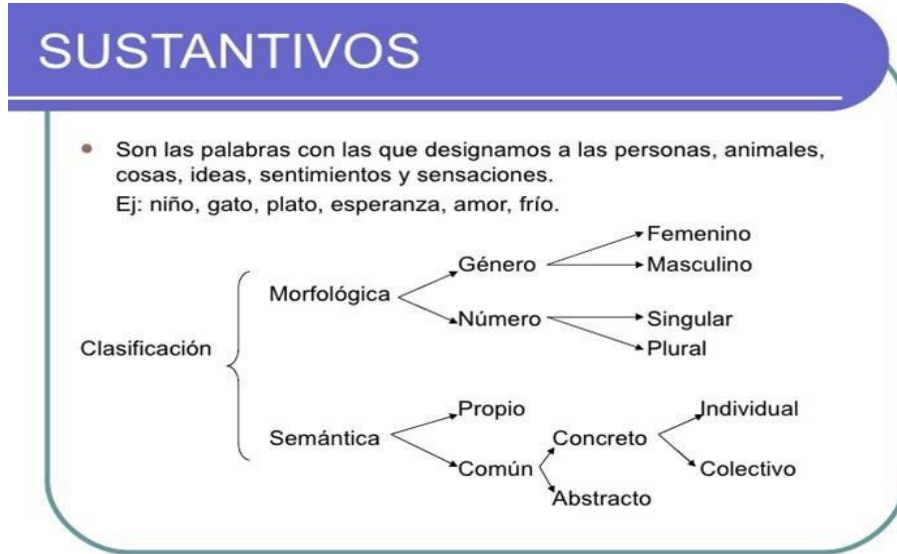 SUSTANTIVOS
Son las palabras con las que designamos a las personas, animales,
cosas, ideas, sentimientos y sensaciones.
Ej: niño, gato, plato, esperanza, amor, frío.
Femenino
Género
Masculino
Morfológica
Número
Singular
Plural
Clasificación
Propio
Individual
Semántica
Concreto
Común
Colectivo
Abstracto